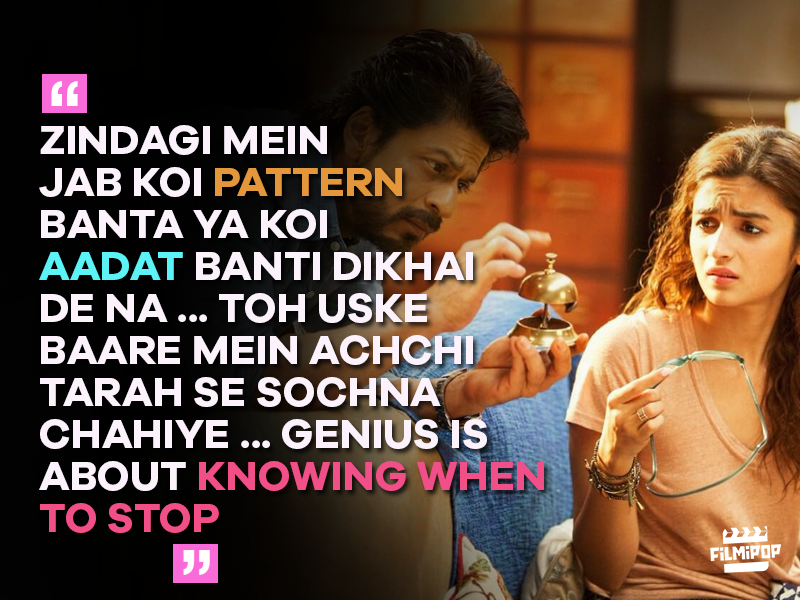 “
ZINDAGI MEIN
JAB KOI PATTERN
BANTA YA KOI
AADAT BANTI DIKHAI
DE NA ... TOH USKE
BAARE MEIN ACHCHI
TARAH SE SOCHNA
CHAHIYE ... GENIUS IS
ABOUT KNOWING WHEN
TO STOP
”
FiLMiPOP